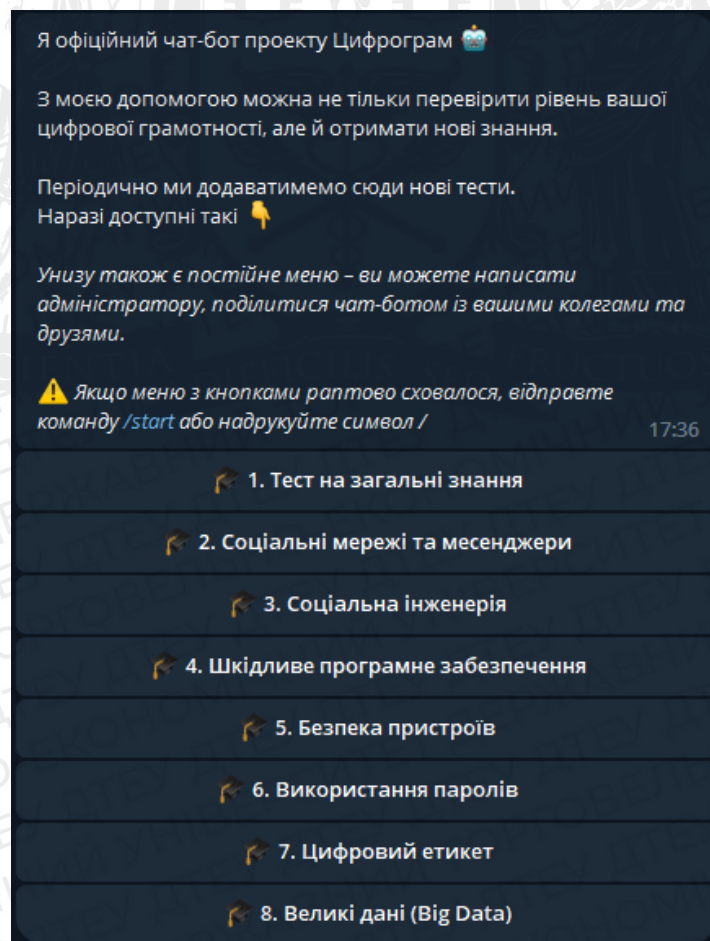 Я офіційний чат-бот проекту Цифрограм 🤖
З моєю допомогою можна не тільки перевірити рівень вашої
цифрової грамотності, але й отримати нові знання.
Періодично ми додаватимемо сюди нові тести.
Наразі доступні такі 👇
Унизу також є постійне меню – ви можете написати
адміністратору, поділитися чат-ботом із вашими колегами та
друзями.
⚠️ Якщо меню з кнопками раптово сховалося, відправте
команду /start або надрукуйте символ /
17:36
🎓 1. Тест на загальні знання
🎓 2. Соціальні мережі та месенджери
🎓 3. Соціальна інженерія
🎓 4. Шкідливе програмне забезпечення
🎓 5. Безпека пристроїв
🎓 6. Використання паролів
🎓 7. Цифровий етикет
🎓 8. Великі дані (Big Data)